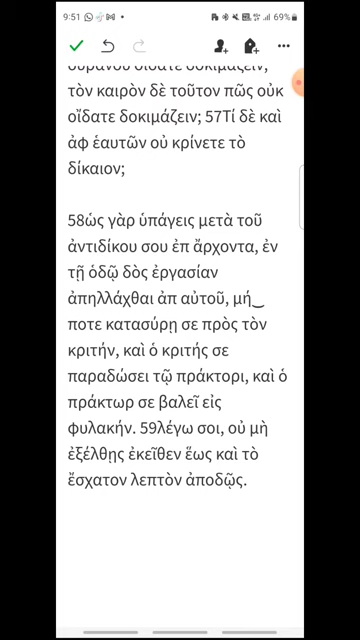 9:51
69%
οὐρανοῦ οἴδατε δοκιμάζειν,
τὸν καιρὸν δὲ τοῦτον πῶς οὐκ
οἴδατε δοκιμάζειν; 57Τί δὲ καὶ
ἀφ ἑαυτῶν οὐ κρίνετε τὸ
δίκαιον;
58ὡς γὰρ ὑπάγεις μετὰ τοῦ
ἀντιδίκου σου ἐπ ἄρχοντα, ἐν
τῇ ὁδῷ δὸς ἐργασίαν
ἀπηλλάχθαι ἀπ αὐτοῦ, μή‿
ποτε κατασύρῃ σε πρὸς τὸν
κριτήν, καὶ ὁ κριτής σε
παραδώσει τῷ πράκτορι, καὶ ὁ
πράκτωρ σε βαλεῖ εἰς
φυλακήν. 59λέγω σοι, οὐ μὴ
ἐξέλθῃς ἐκεῖθεν ἕως καὶ τὸ
ἔσχατον λεπτὸν ἀποδῷς.